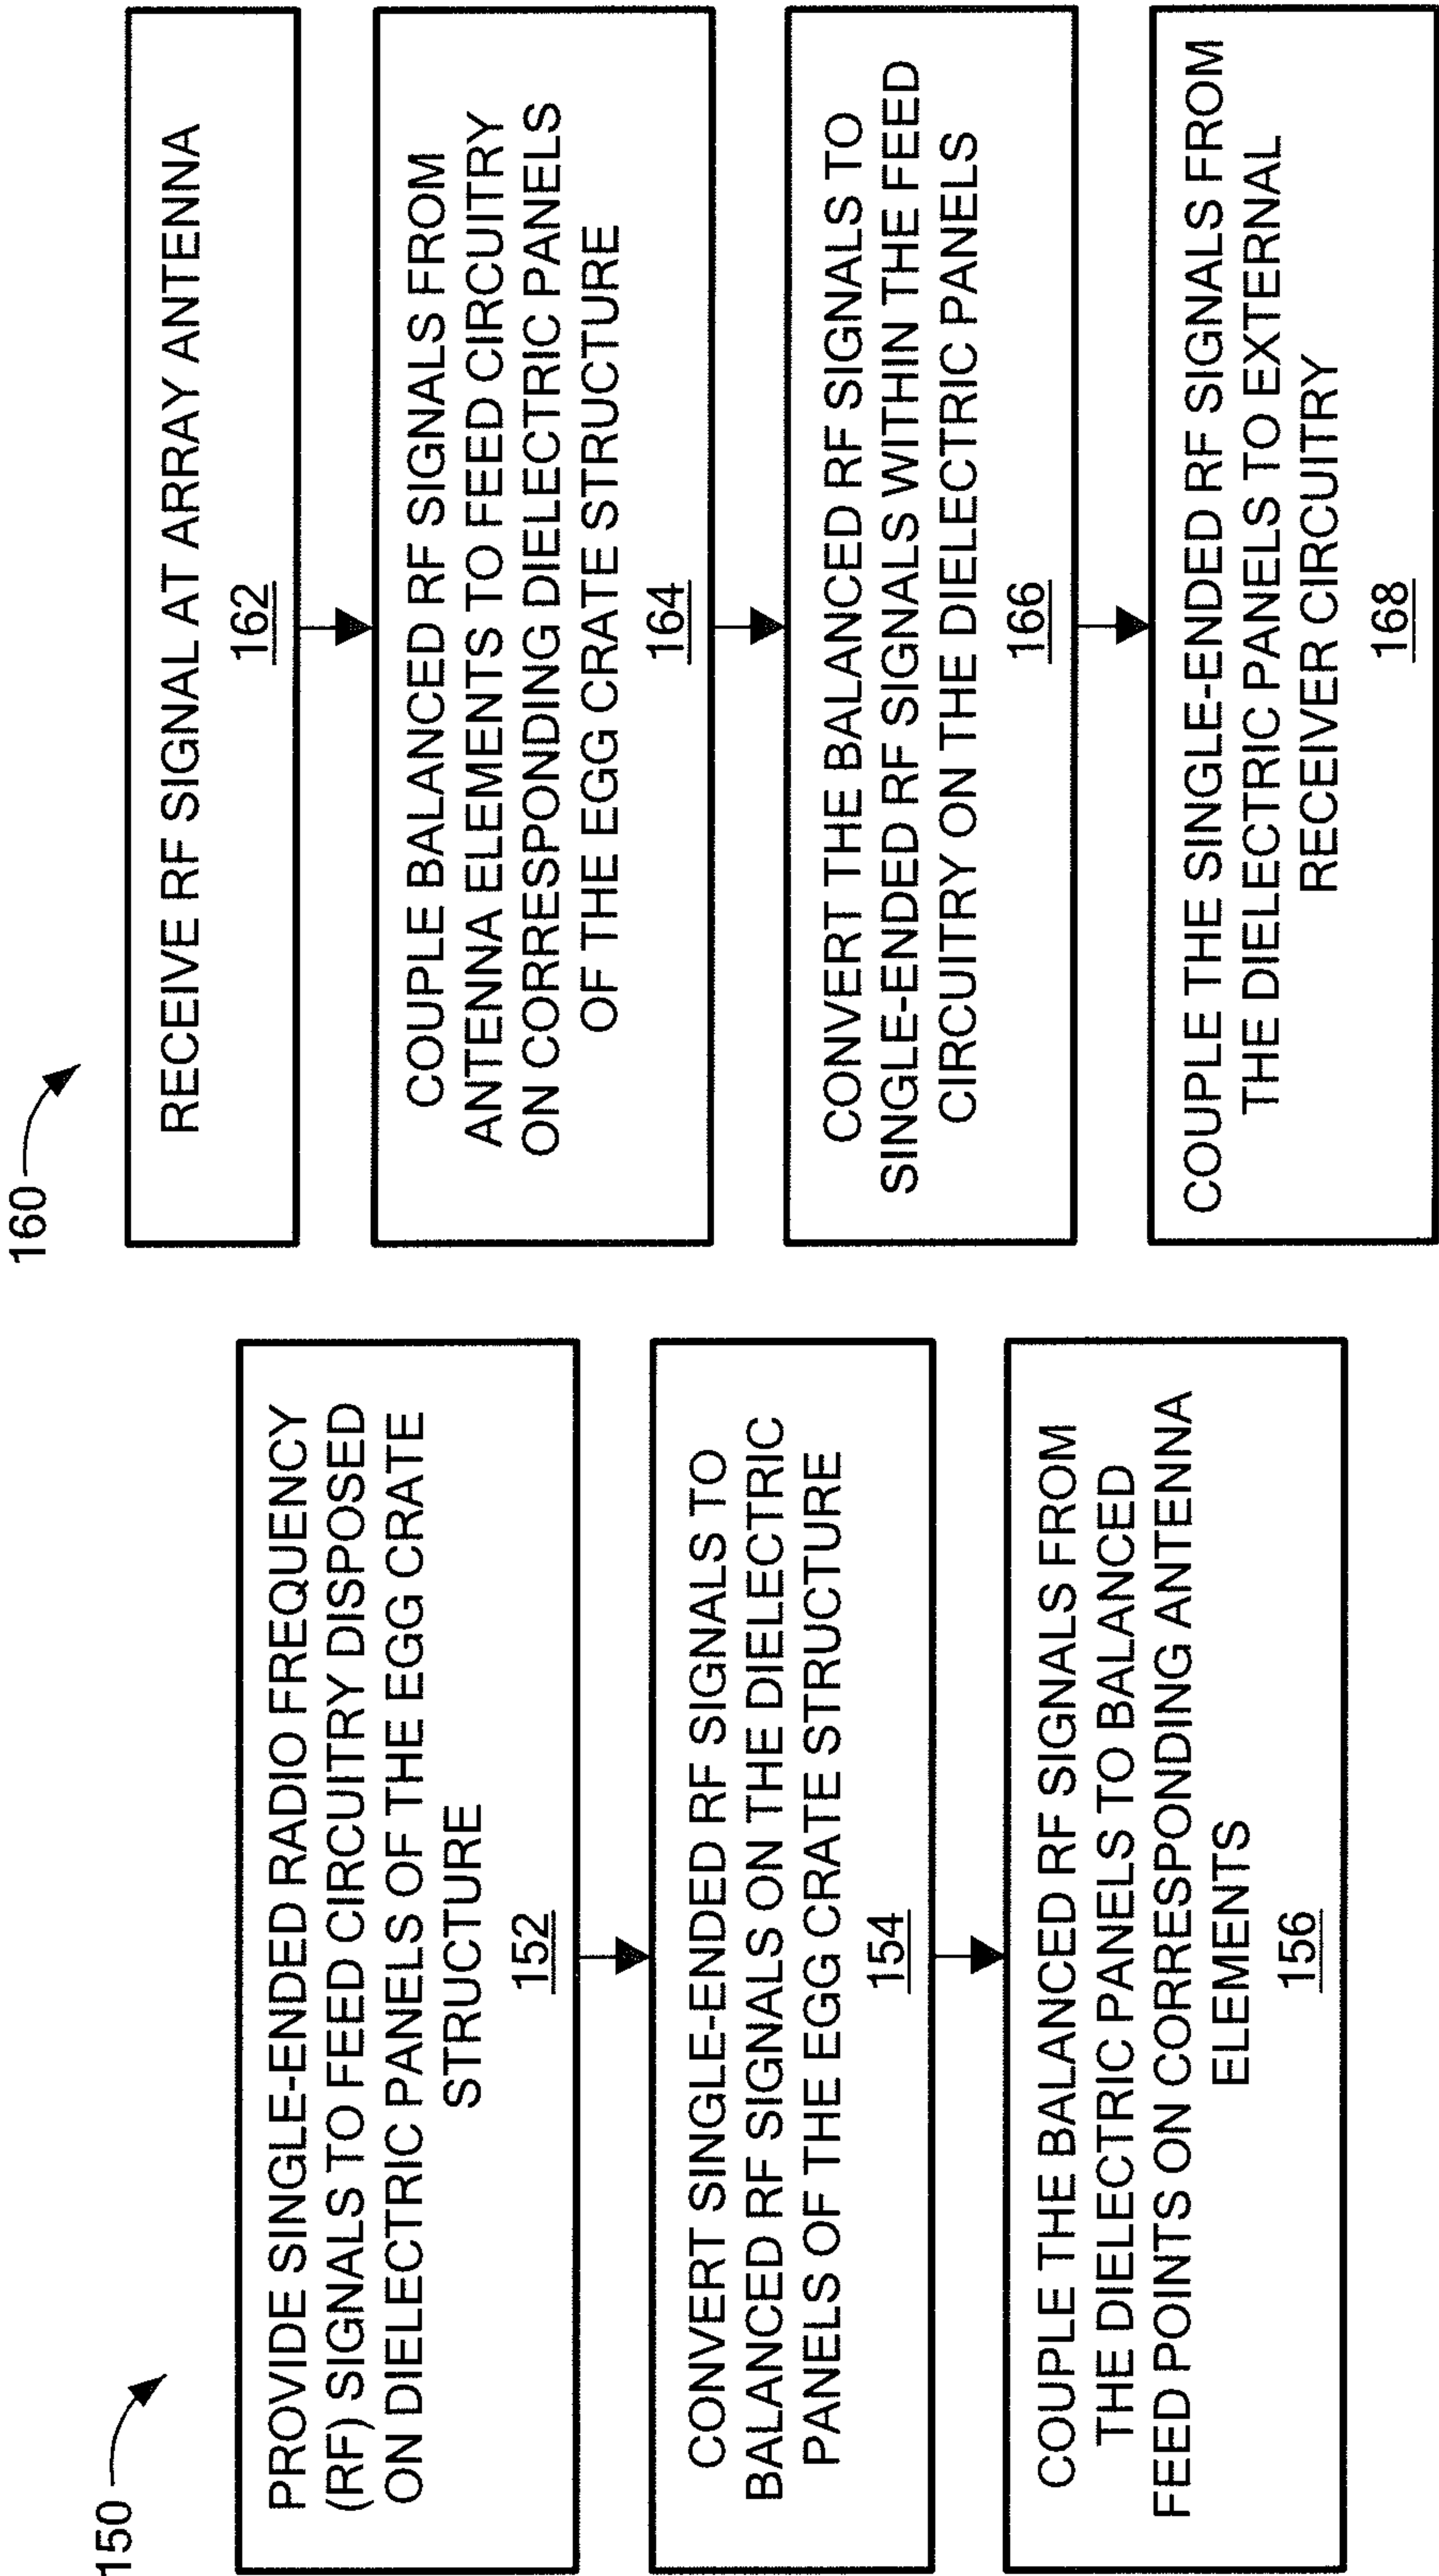 150
PROVIDE SINGLE-ENDED RADIO FREQUENCY
(RF) SIGNALS TO FEED CIRCUITRY DISPOSED
ON DIELECTRIC PANELS OF THE EGG CRATE
STRUCTURE
152
CONVERT SINGLE-ENDED RF SIGNALS TO
BALANCED RF SIGNALS ON THE DIELECTRIC
PANELS OF THE EGG CRATE STRUCTURE
154
COUPLE THE BALANCED RF SIGNALS FROM
THE DIELECTRIC PANELS TO BALANCED
FEED POINTS ON CORRESPONDING ANTENNA
ELEMENTS
156
160
RECEIVE RF SIGNAL AT ARRAY ANTENNA
162
COUPLE BALANCED RF SIGNALS FROM
ANTENNA ELEMENTS TO FEED CIRCUITRY
ON CORRESPONDING DIELECTRIC PANELS
OF THE EGG CRATE STRUCTURE
164
CONVERT THE BALANCED RF SIGNALS TO
SINGLE-ENDED RF SIGNALS WITHIN THE FEED
CIRCUITRY ON THE DIELECTRIC PANELS
166
COUPLE THE SINGLE-ENDED RF SIGNALS FROM
THE DIELECTRIC PANELS TO EXTERNAL
RECEIVER CIRCUITRY
168